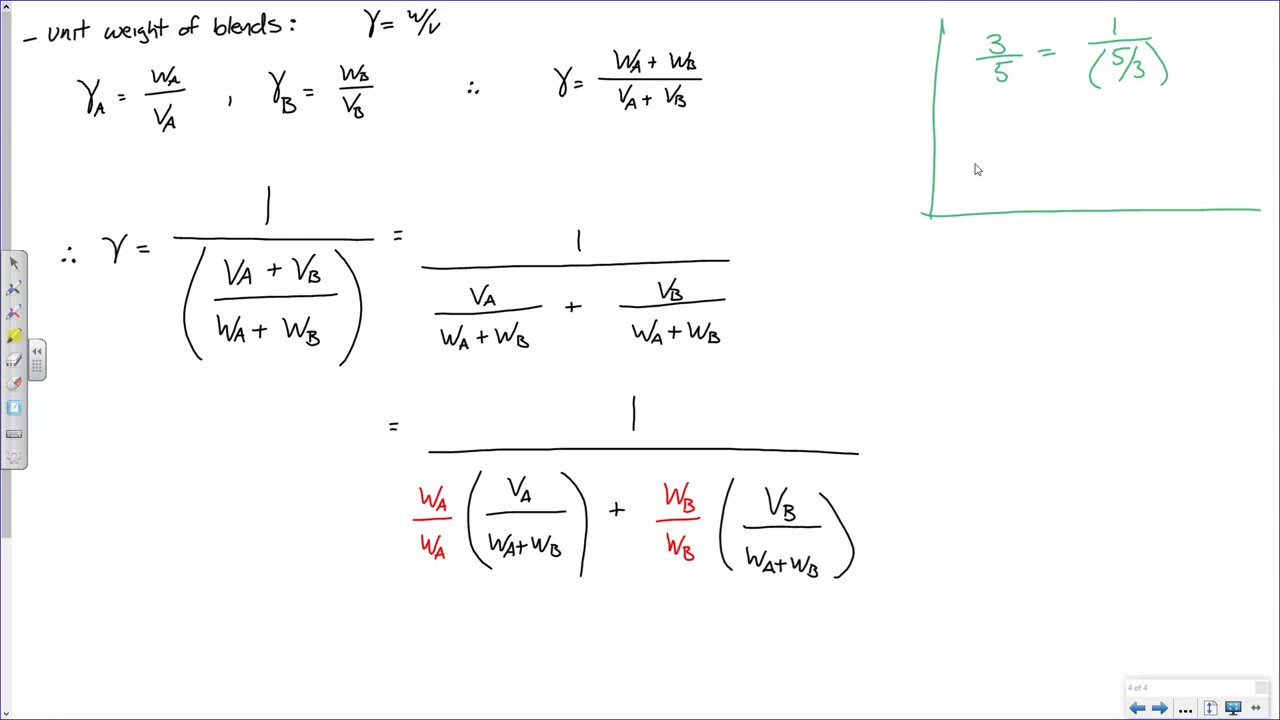 - unit weight of blends: γ = W/V
γ_A = W_A/V_A , γ_B = W_B/V_B ∴ γ = (W_A + W_B)/(V_A + V_B)
3/5 = 1/(5/3)
∴ γ = 1/((V_A + V_B)/(W_A + W_B)) = 1/(V_A/(W_A + W_B) + V_B/(W_A + W_B))
= 1/(W_A/W_A (V_A/(W_A+W_B)) + W_B/W_B (V_B/(W_A+W_B)))
4 of 4